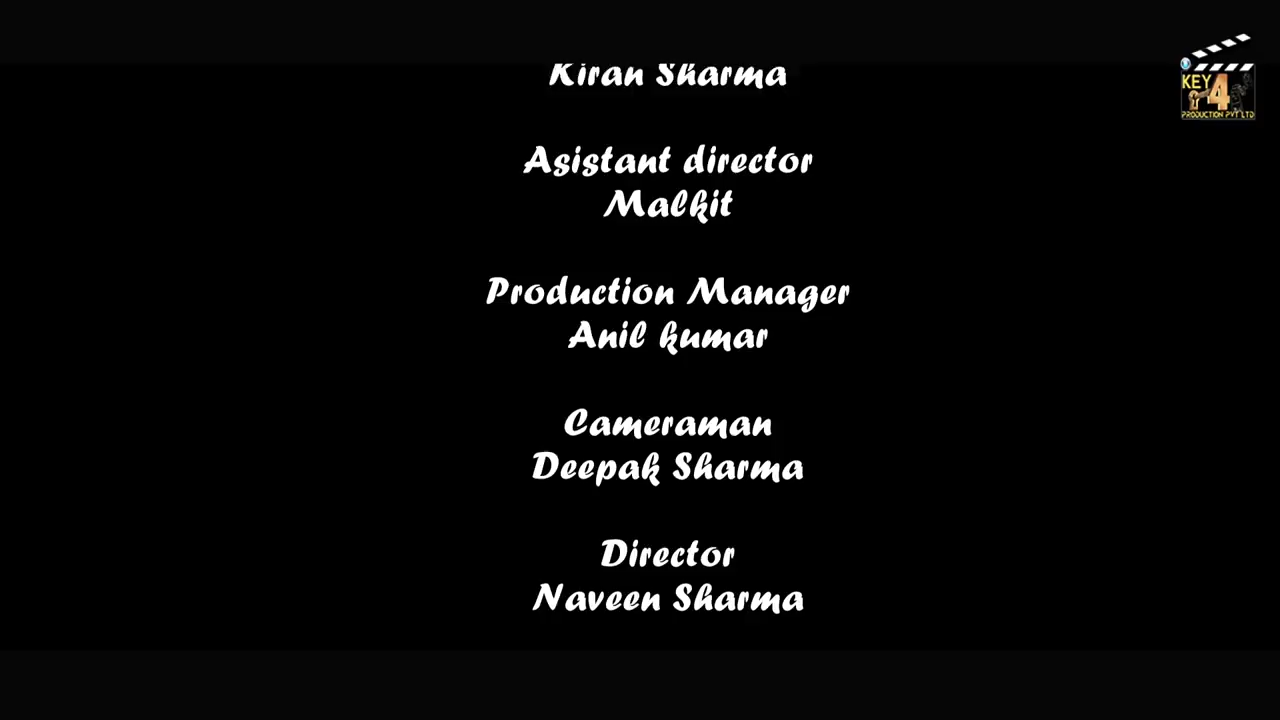 Kiran Sharma
Asistant director
Malkit
Production Manager
Anil kumar
Cameraman
Deepak Sharma
Director
Naveen Sharma
KEY
4
PRODUCTION PVT LTD